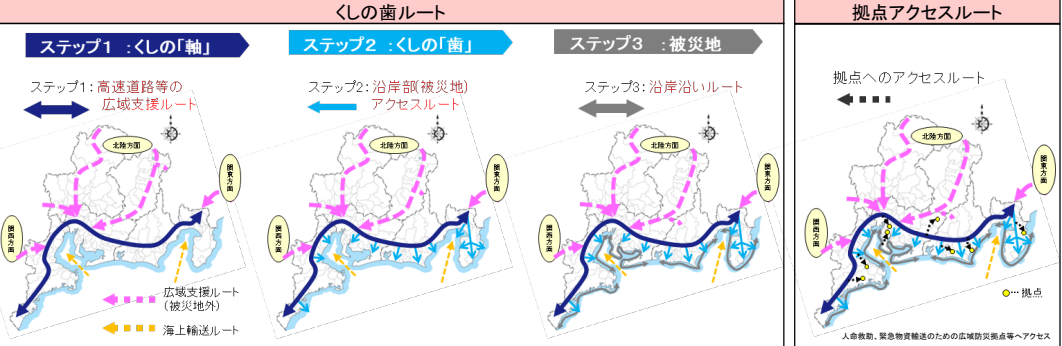 くしの歯ルート
ステップ1 ：くしの「軸」
ステップ1：高速道路等の
広域支援ルート
北陸方面
関東方面
関西方面
広域支援ルート
(被災地外)
海上輸送ルート
ステップ2 ：くしの「歯」
ステップ2：沿岸部(被災地)
アクセスルート
北陸方面
関東方面
関西方面
ステップ3 ：被災地
ステップ3：沿岸沿いルート
北陸方面
関東方面
関西方面
拠点アクセスルート
拠点へのアクセスルート
北陸方面
関東方面
関西方面
…拠点
人命救助、緊急物資輸送のための広域防災拠点等へアクセス